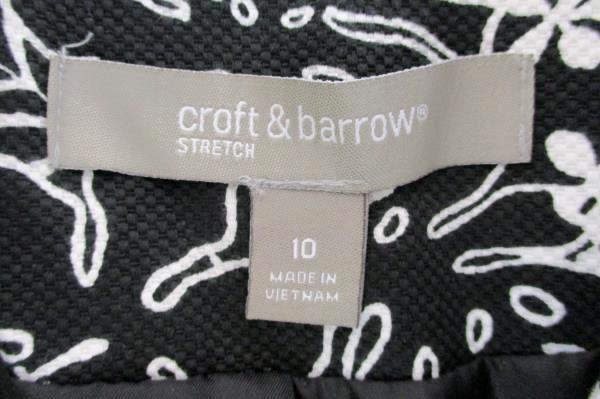 croft & barrow®
STRETCH
10
MADE IN
VIETNAM